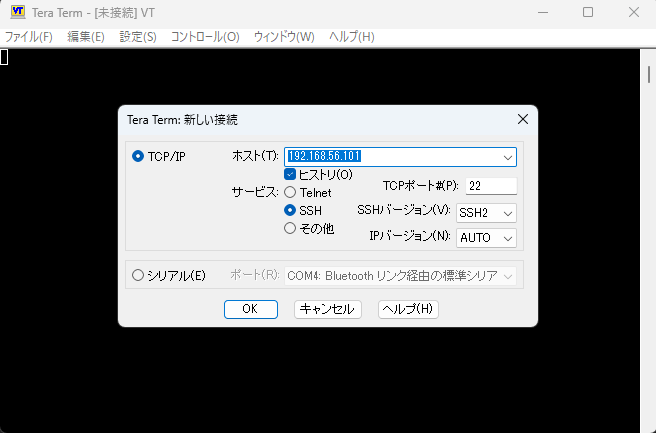 VT Tera Term - [未接続] VT
ファイル(F) 編集(E) 設定(S) コントロール(O) ウィンドウ(W) ヘルプ(H)
Tera Term: 新しい接続
TCP/IP ホスト(T): 192.168.56.101
ヒストリ(O)
サービス: Telnet TCPポート#(P): 22
SSH SSHバージョン(V): SSH2
その他 IPバージョン(N): AUTO
シリアル(E) ポート(R): COM4: Bluetooth リンク経由の標準シリア
OK キャンセル ヘルプ(H)